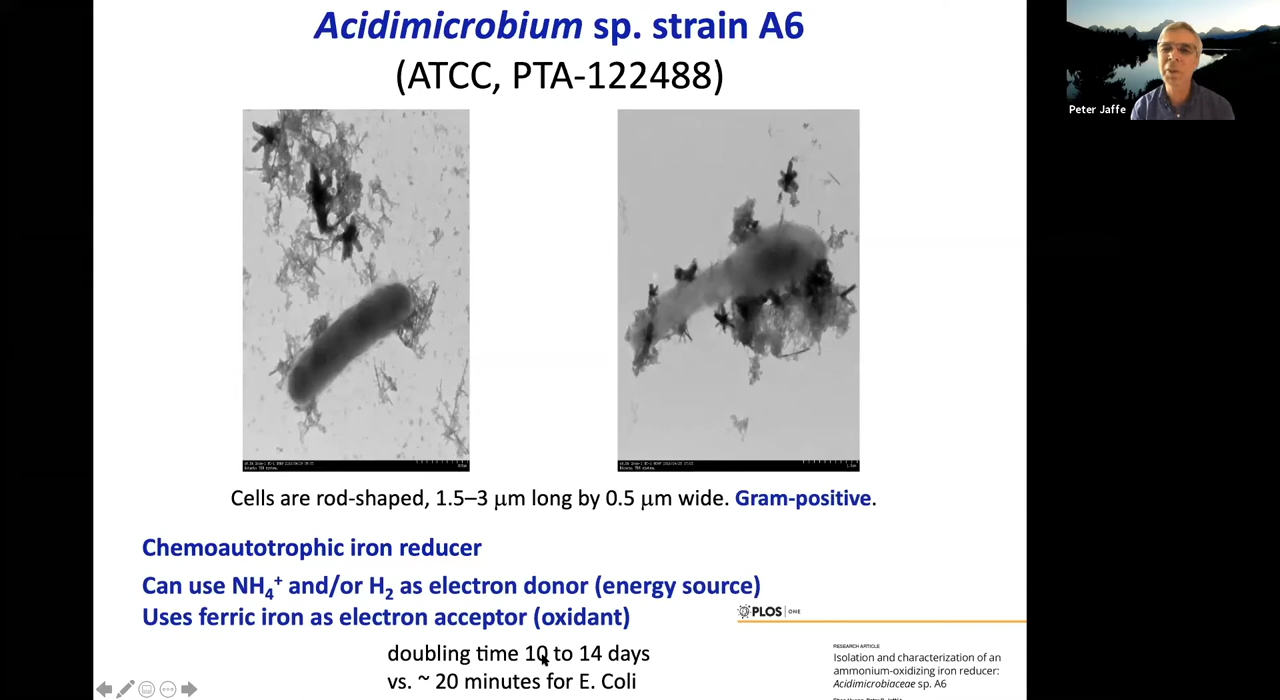 Acidimicrobium sp. strain A6
(ATCC, PTA-122488)
Peter Jaffe
Cells are rod-shaped, 1.5–3 μm long by 0.5 μm wide. Gram-positive.
Chemoautotrophic iron reducer
Can use NH₄⁺ and/or H₂ as electron donor (energy source)
Uses ferric iron as electron acceptor (oxidant)
doubling time 10 to 14 days
vs. ~ 20 minutes for E. Coli
PLOS | ONE
RESEARCH ARTICLE
Isolation and characterization of an
ammonium-oxidizing iron reducer:
Acidimicrobiaceae sp. A6